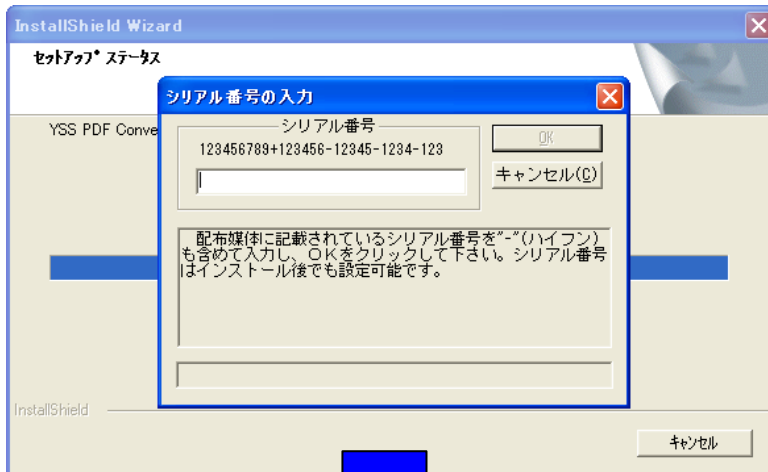 InstallShield Wizard
セットアップ ステータス
シリアル番号の入力
YSS PDF Conve
シリアル番号
123456789+123456-12345-1234-123
OK
キャンセル(C)
配布媒体に記載されているシリアル番号を"-"(ハイフン)
も含めて入力し、OKをクリックして下さい。シリアル番号
はインストール後でも設定可能です。
InstallShield
キャンセル